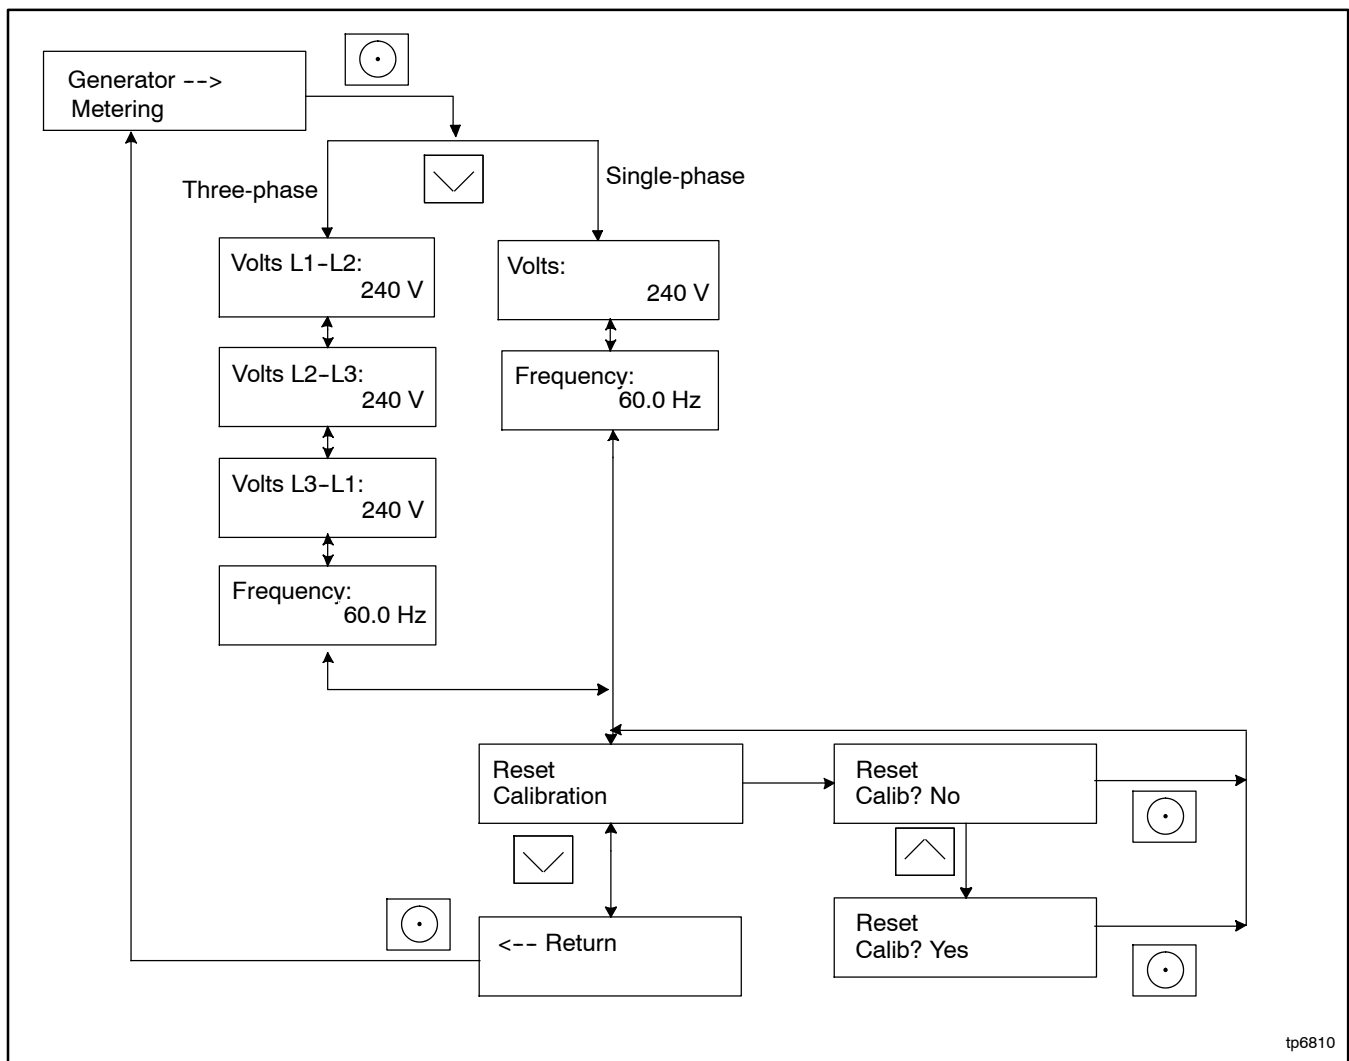 Generator -->
Metering
Three-phase
Single-phase
Volts L1-L2:
240 V
Volts L2-L3:
240 V
Volts L3-L1:
240 V
Frequency:
60.0 Hz
Volts:
240 V
Frequency:
60.0 Hz
Reset
Calibration
Reset
Calib? No
Reset
Calib? Yes
<-- Return
tp6810